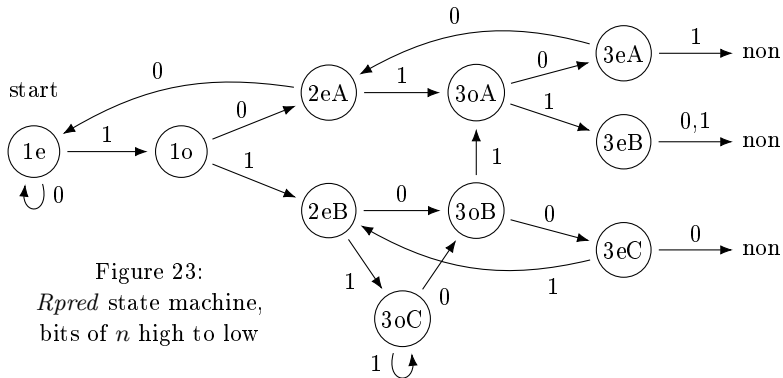 0
3eA
1
non
0
start
0
2eA
1
3oA
0
1
0
1e
1
1o
3eB
0,1
non
0
1
1
2eB
0
3oB
0
3eC
0
non
Figure 23:
Rpred state machine,
bits of n high to low
1
0
1
3oC
1